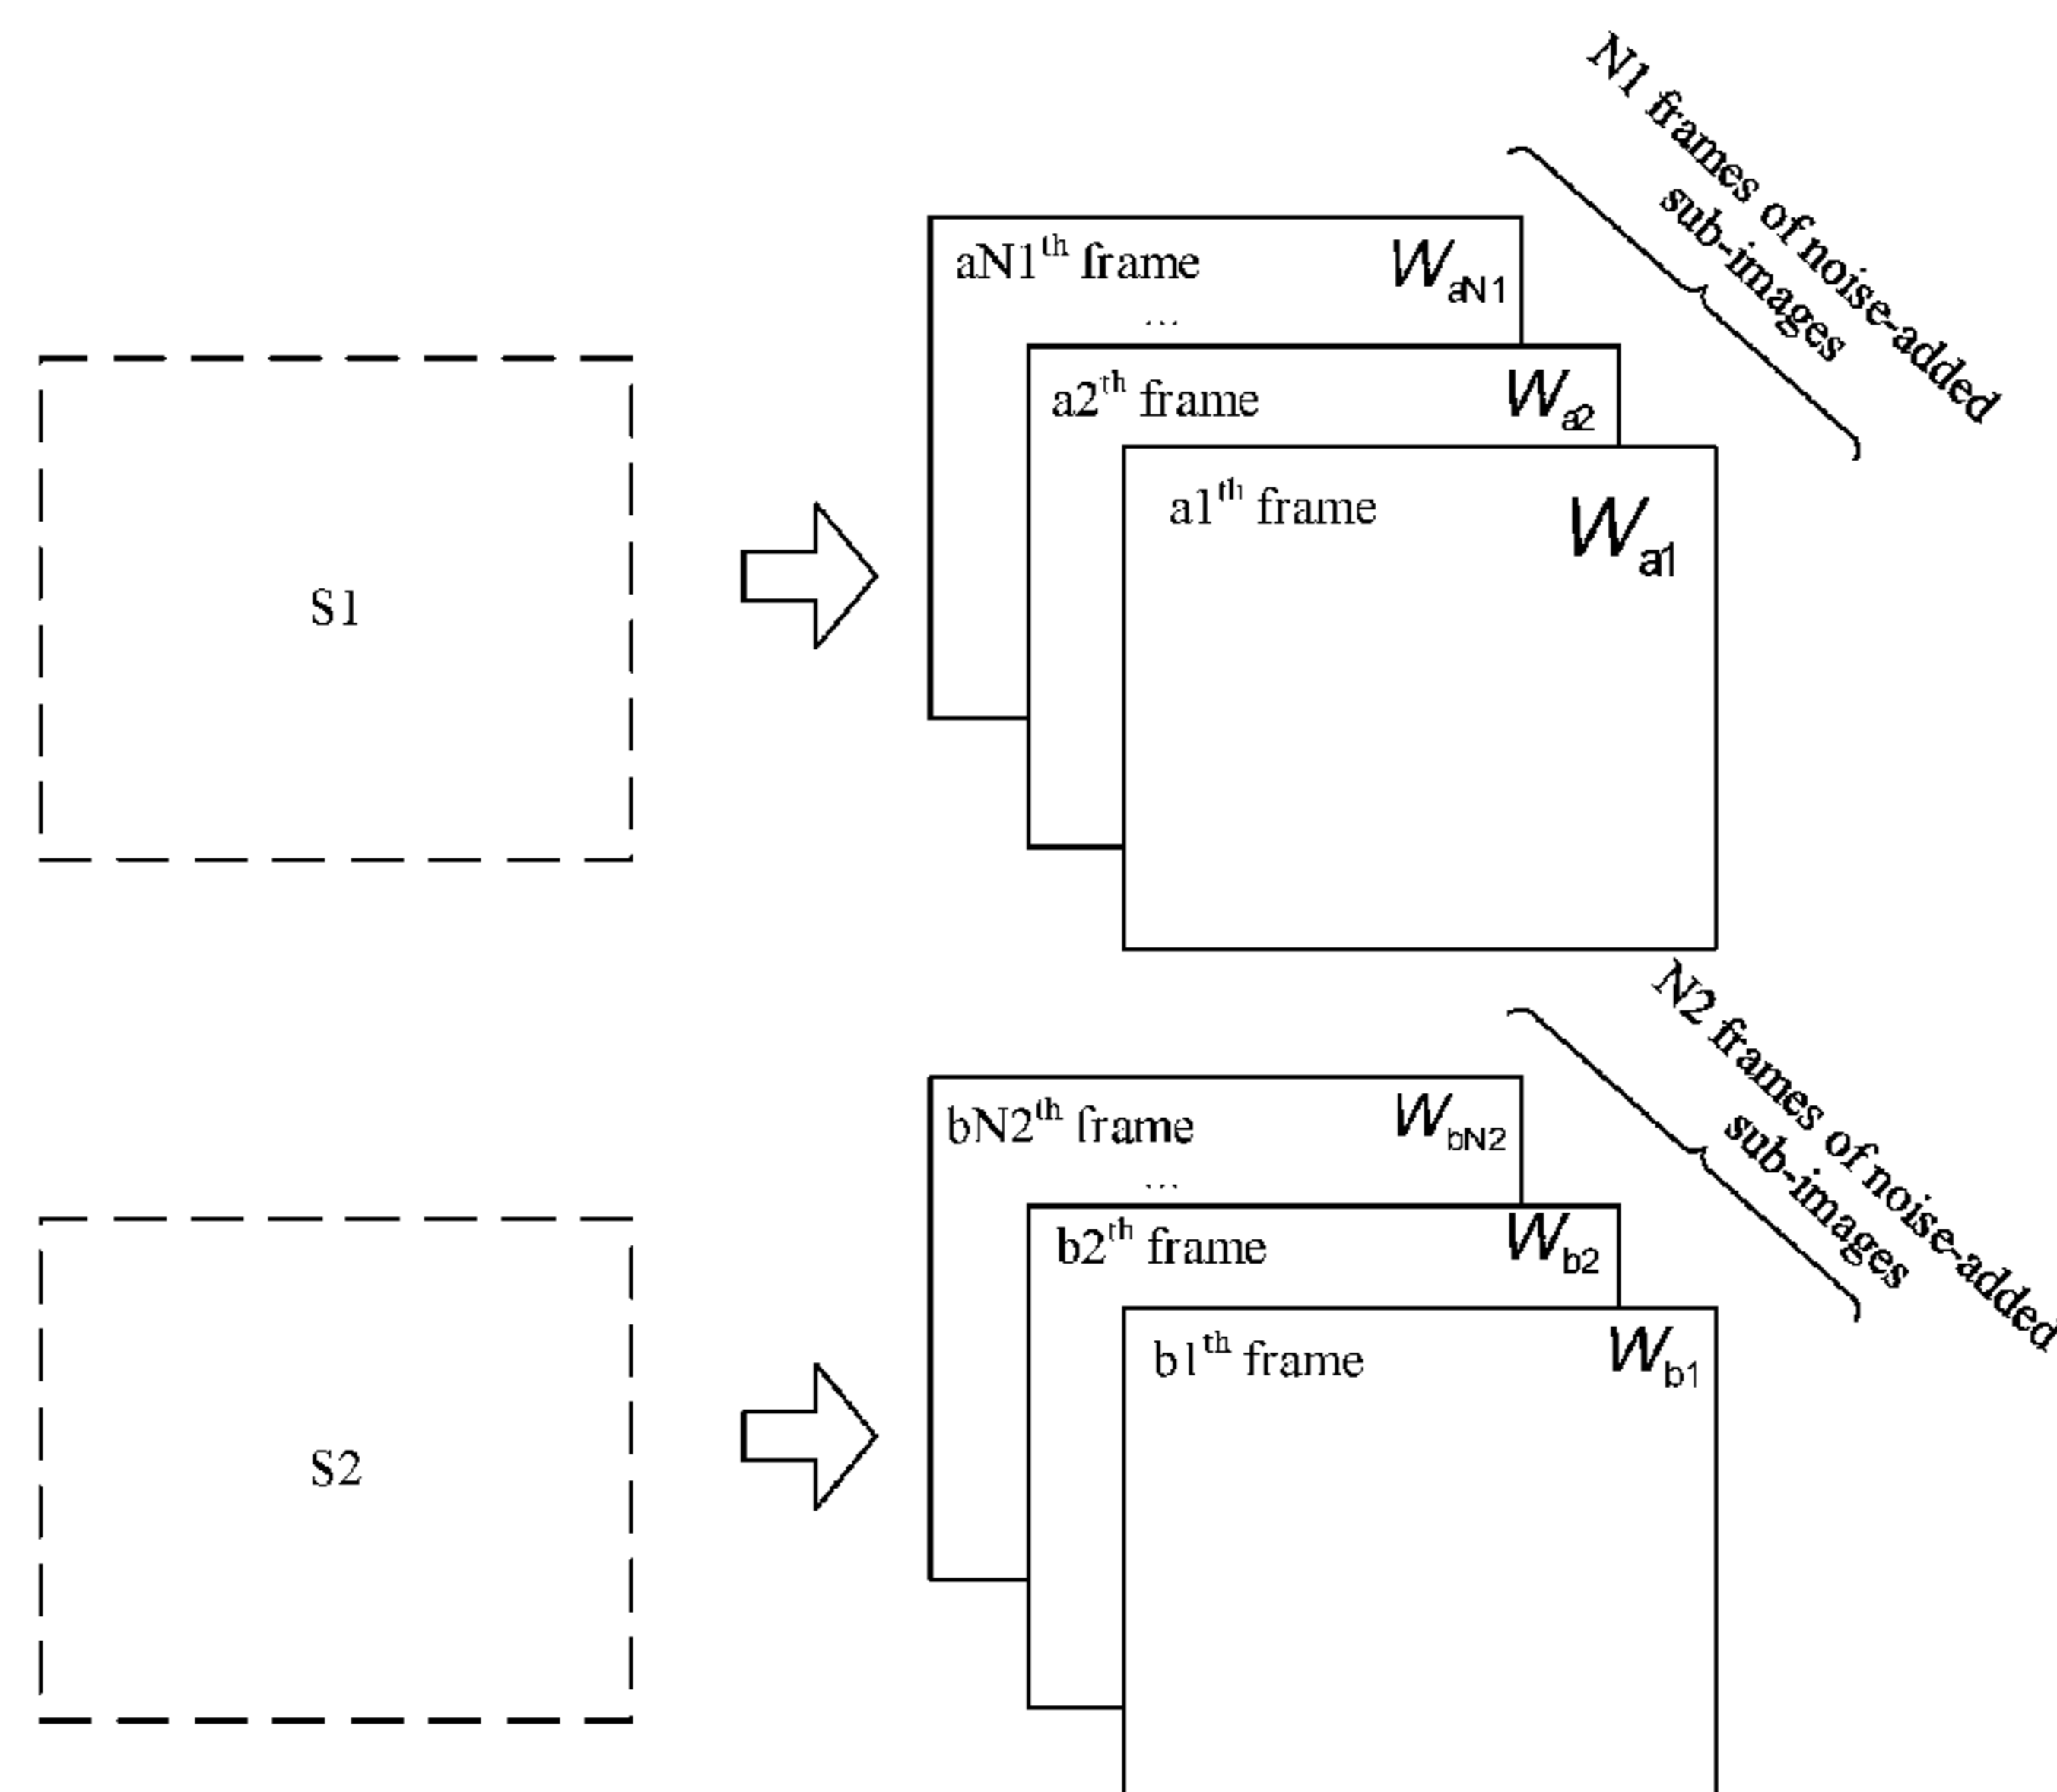 N1 frames of noise-added
sub-images
aN1th frame
WaN1
...
a2th frame
Wa2
a1th frame
Wa1
S1
N2 frames of noise-added
sub-images
bN2th frame
WbN2
...
b2th frame
Wb2
b1th frame
Wb1
S2